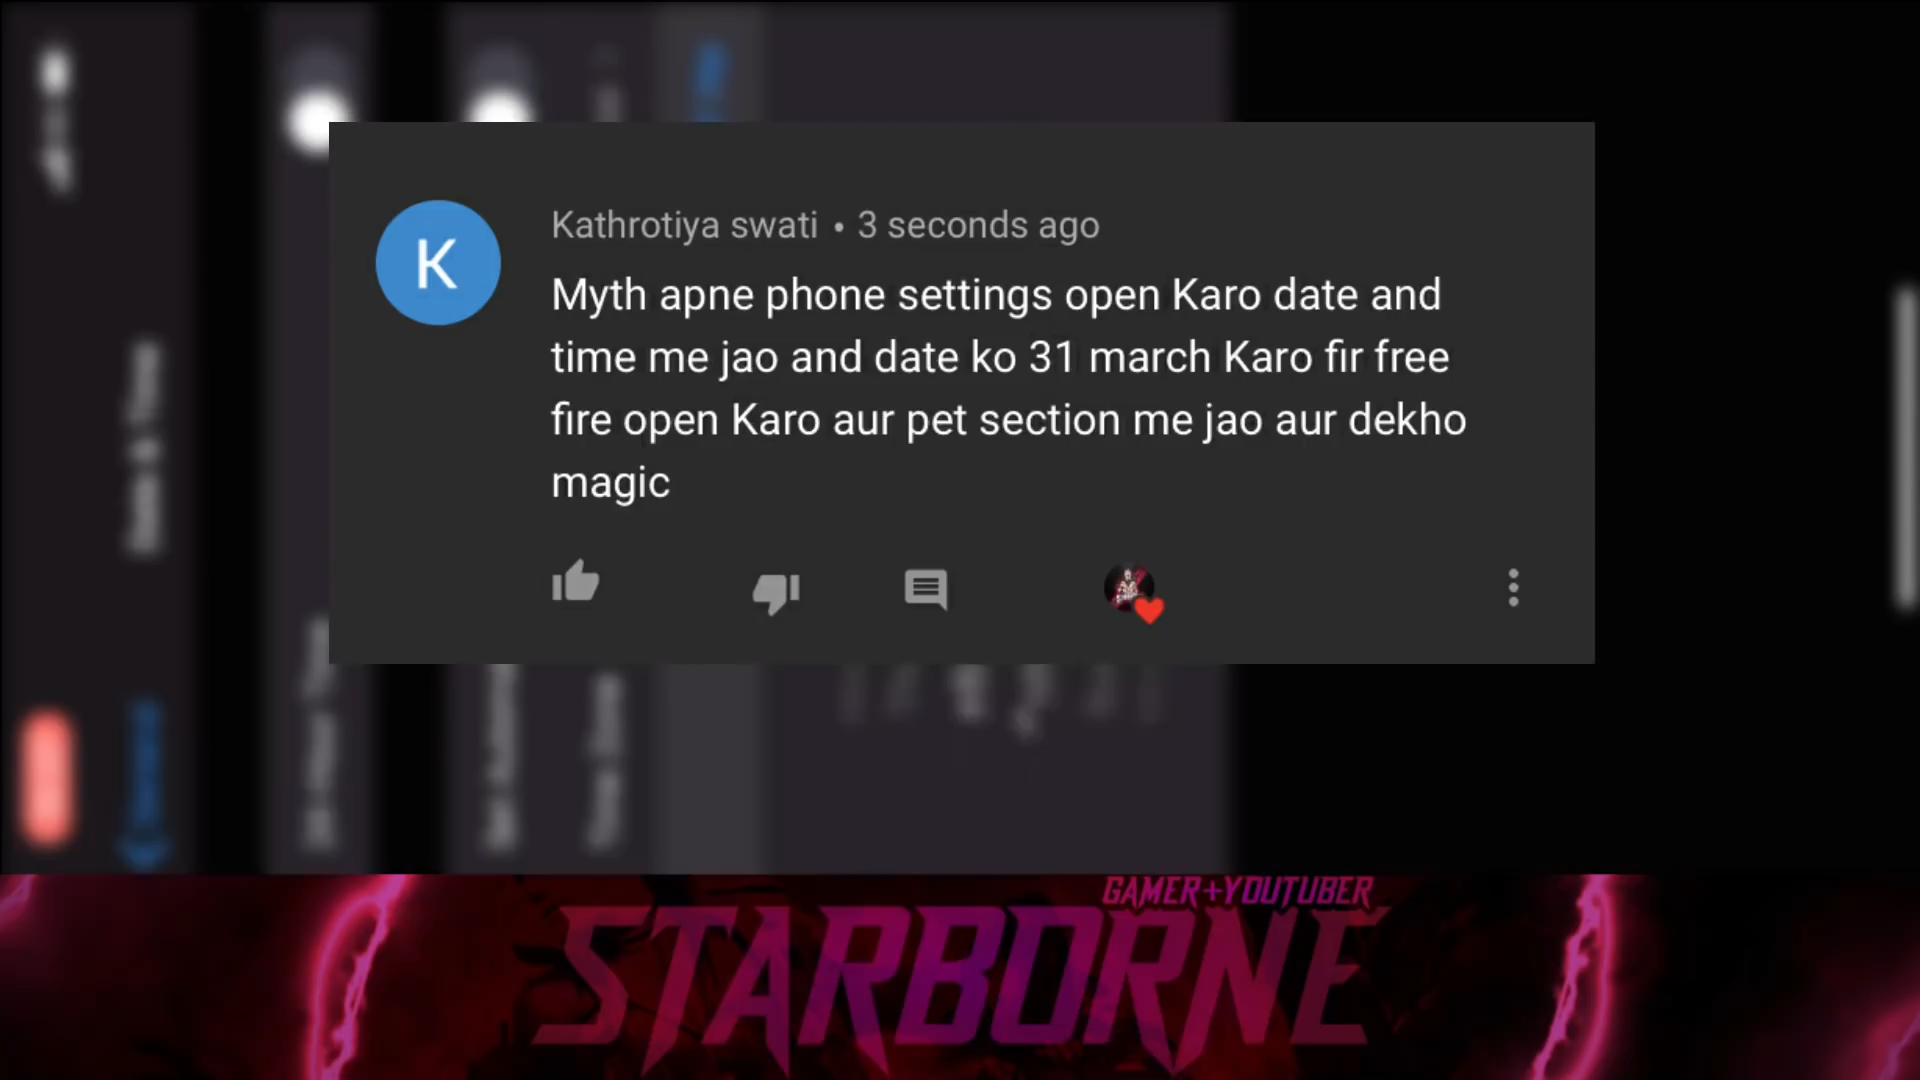 Kathrotiya swati • 3 seconds ago
Myth apne phone settings open Karo date and
time me jao and date ko 31 march Karo fir free
fire open Karo aur pet section me jao aur dekho
magic
K
GAMER+YOUTUBER
STARBORNE